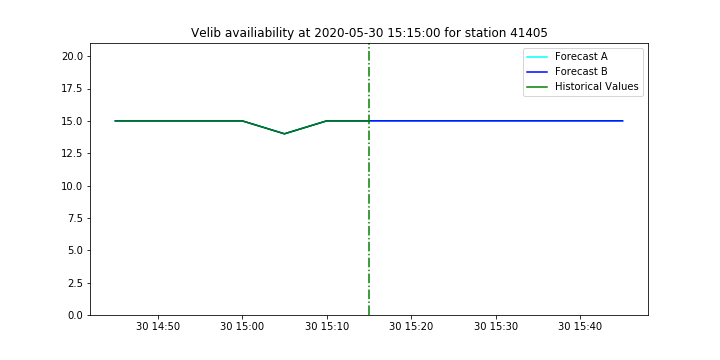 Velib availiability at 2020-05-30 15:15:00 for station 41405
Forecast A
Forecast B
Historical Values
20.0
17.5
15.0
12.5
10.0
7.5
5.0
2.5
0.0
30 14:50 30 15:00 30 15:10 30 15:20 30 15:30 30 15:40